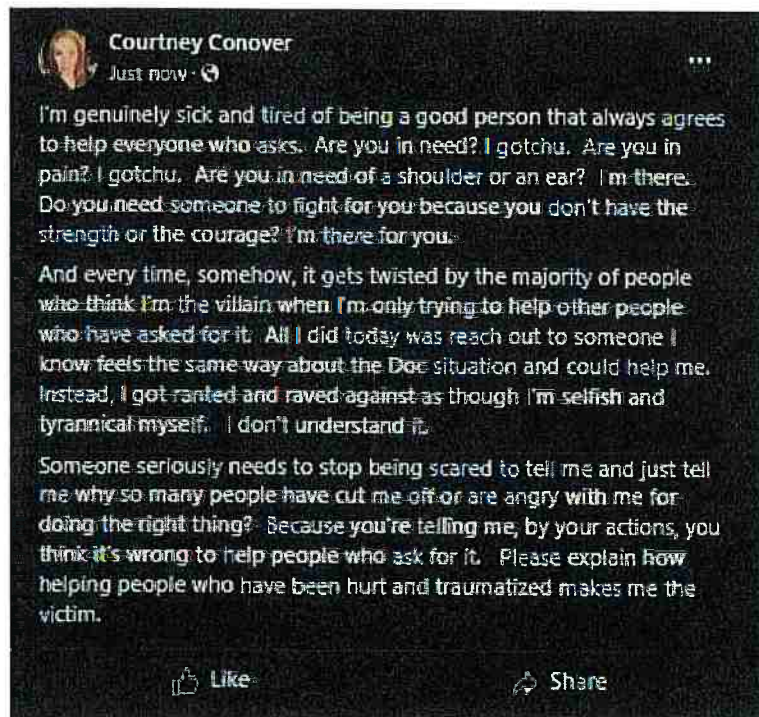 Courtney Conover
Just now ·
...
I'm genuinely sick and tired of being a good person that always agrees
to help everyone who asks. Are you in need? I gotchu. Are you in
pain? I gotchu. Are you in need of a shoulder or an ear? I'm there.
Do you need someone to fight for you because you don't have the
strength or the courage? I'm there for you.
And every time, somehow, it gets twisted by the majority of people
who think I'm the villain when I'm only trying to help other people
who have asked for it. All I did today was reach out to someone I
know feels the same way about the Doc situation and could help me.
Instead, I got ranted and raved against as though I'm selfish and
tyrannical myself. I don't understand it.
Someone seriously needs to stop being scared to tell me and just tell
me why so many people have cut me off or are angry with me for
doing the right thing? Because you're telling me, by your actions, you
think it's wrong to help people who ask for it. Please explain how
helping people who have been hurt and traumatized makes me the
victim.
Like
Share